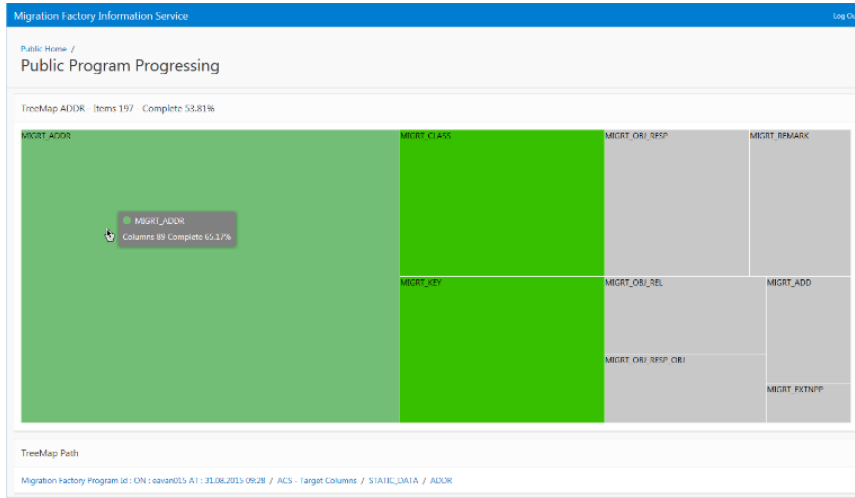 Migration Factory Information Service
Log Ou
Public Home /
Public Program Progressing
TreeMap ADDR - Items 197 - Complete 53.81%
MIGRT_ADDR
MIGRT_CLASS
MIGRT_OBJ_RESP
MIGRT_REMARK
MIGRT_ADDR
Columns 89 Complete 65.17%
MIGRT_KEY
MIGRT_OBJ_REL
MIGRT_ADD
MIGRT_OBJ_RESP_OBJ
MIGRT_EXTNPP
TreeMap Path
Migration Factory Program Id : ON : eavan015 AT : 31.08.2015 09:28 / ACS - Target Columns / STATIC_DATA / ADDR